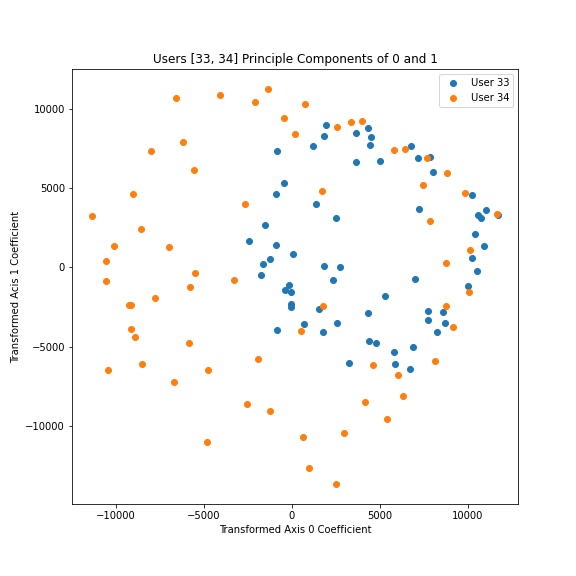 Users [33, 34] Principle Components of 0 and 1
User 33
User 34
10000
5000
0
−5000
−10000
Transformed Acis 1 Coefficient
−10000
−5000
0
5000
10000
Transformed Axis 0 Coefficient